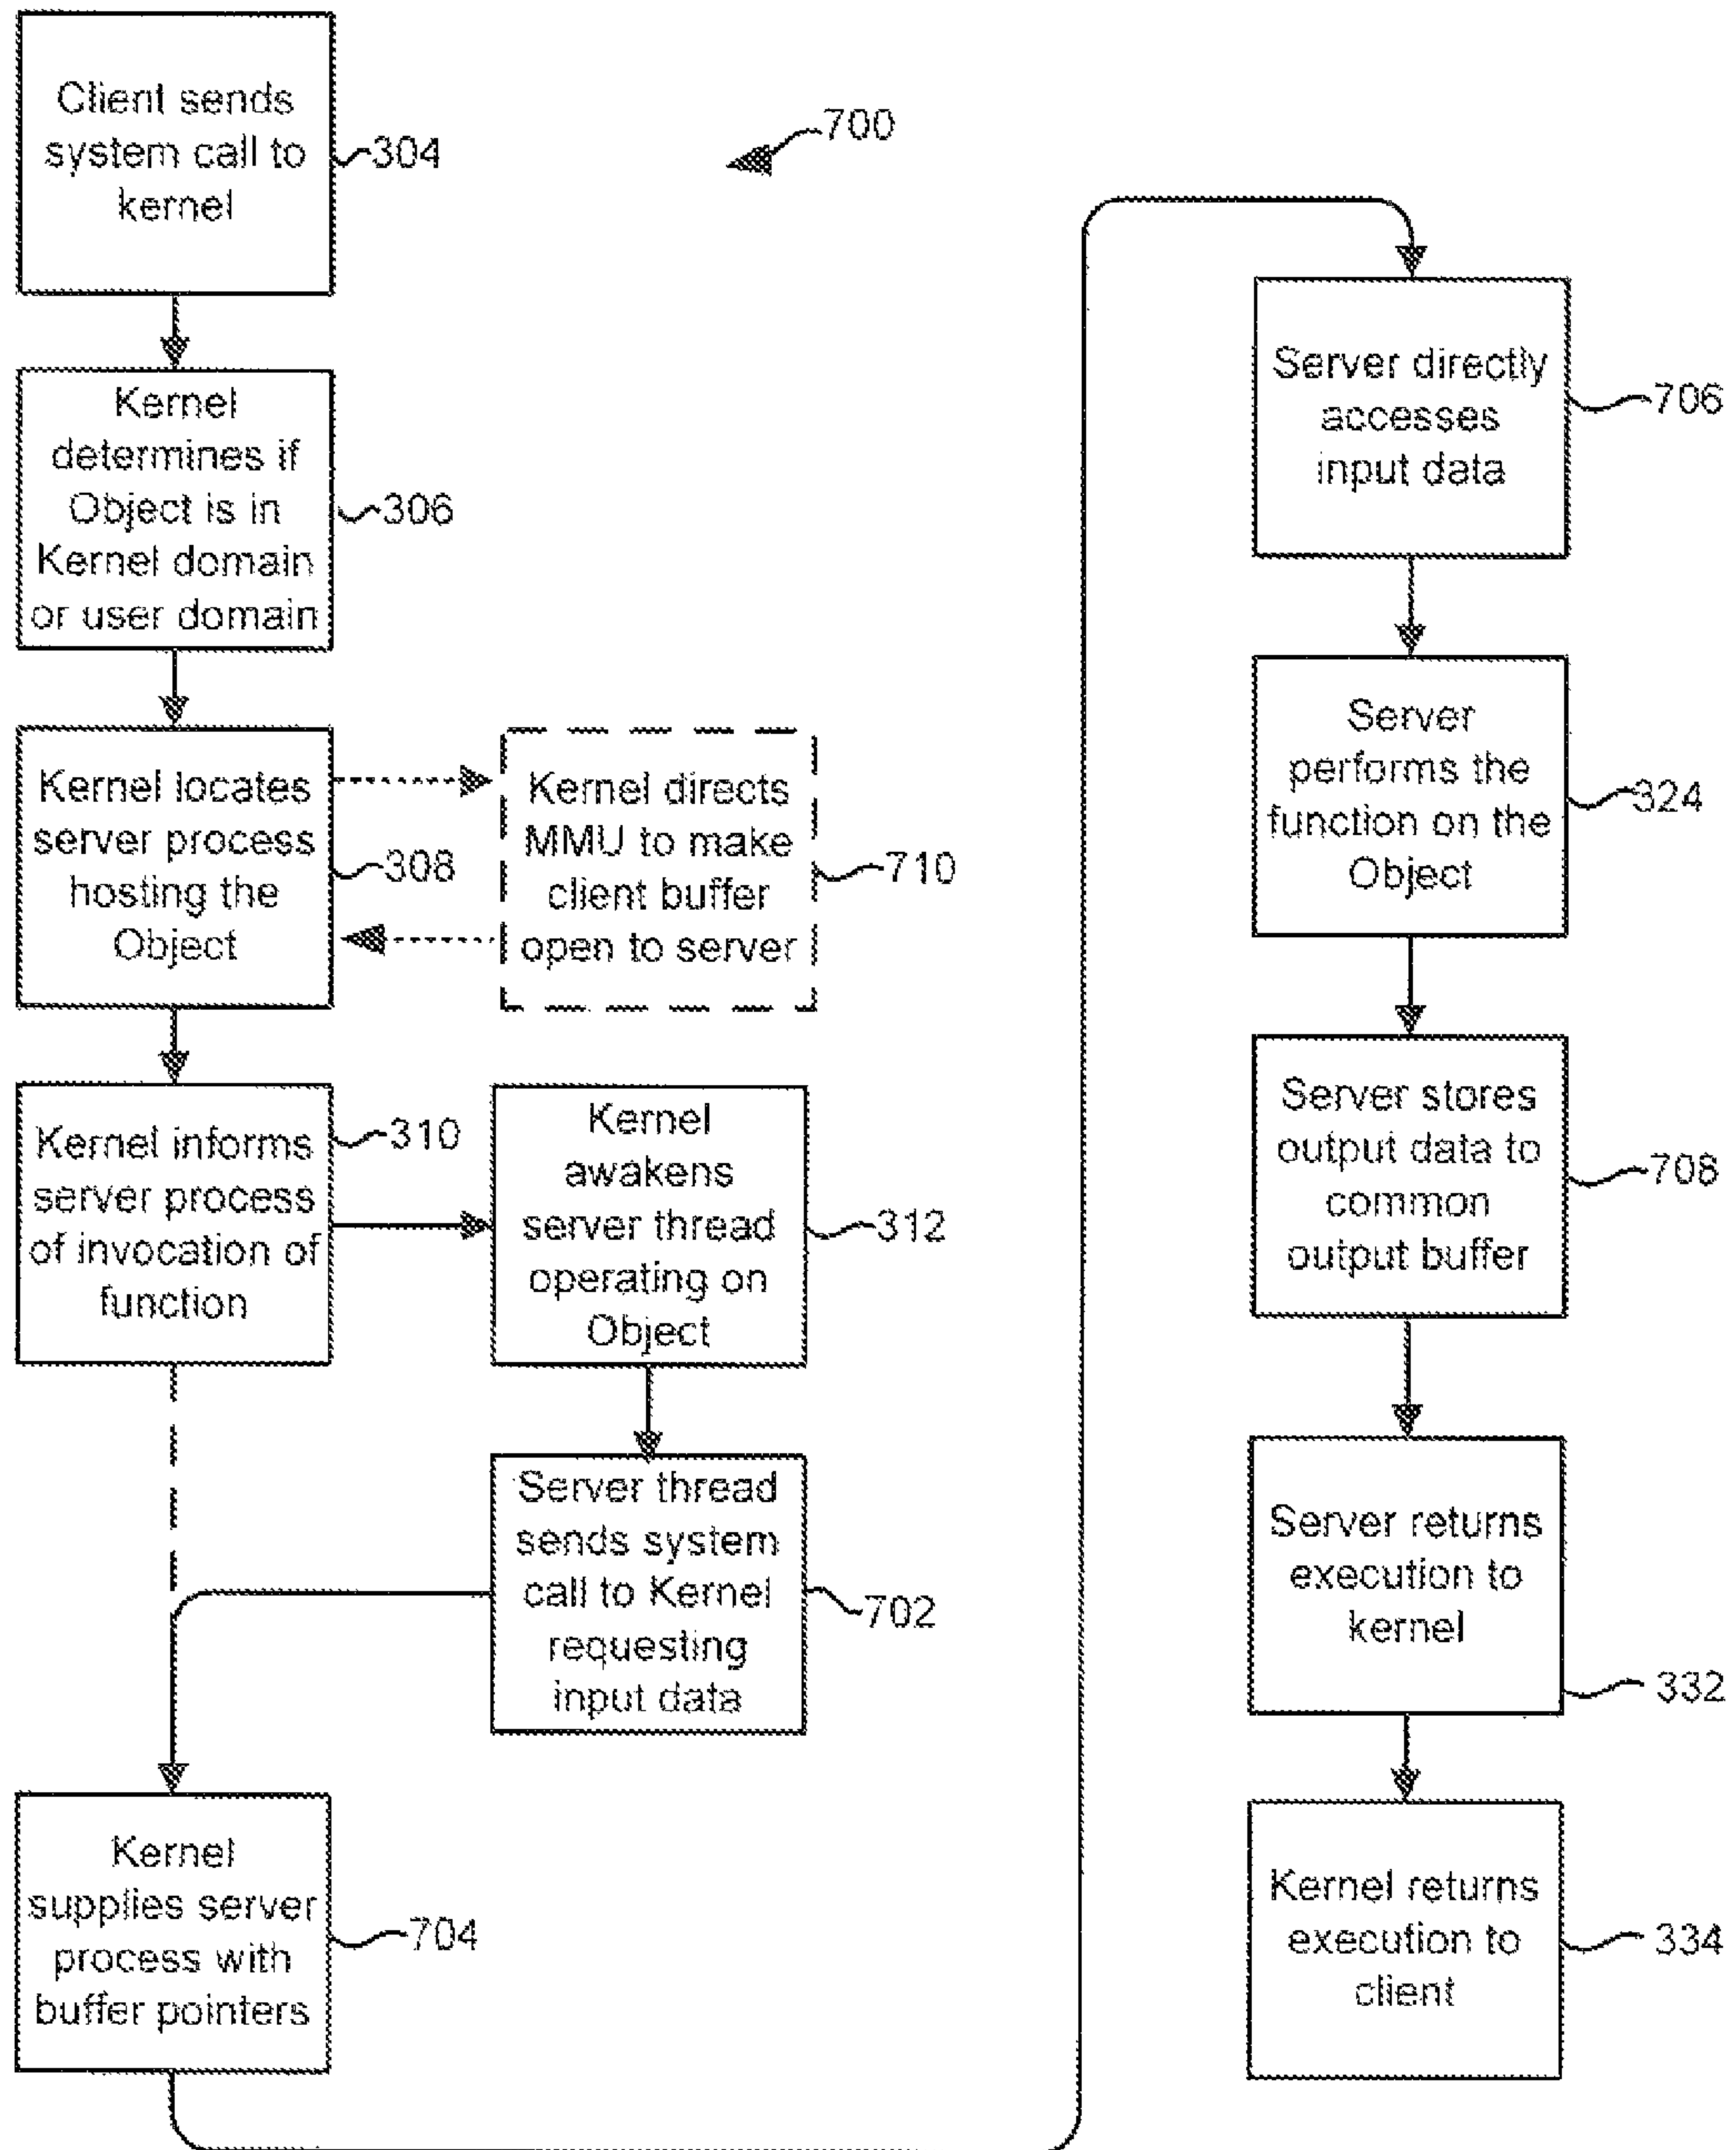 Client sends
system call to
kernel
304
700
Kernel
determines if
Object is in
Kernel domain
or user domain
306
Kernel locates
server process
hosting the
Object
308
Kernel directs
MMU to make
client buffer
open to server
710
Kernel informs
server process
of invocation of
function
310
Kernel
awakens
server thread
operating on
Object
312
Server thread
sends system
call to Kernel
requesting
input data
702
Kernel
supplies server
process with
buffer pointers
704
Server directly
accesses
input data
706
Server
performs the
function on the
Object
324
Server stores
output data to
common
output buffer
708
Server returns
execution to
kernel
332
Kernel returns
execution to
client
334